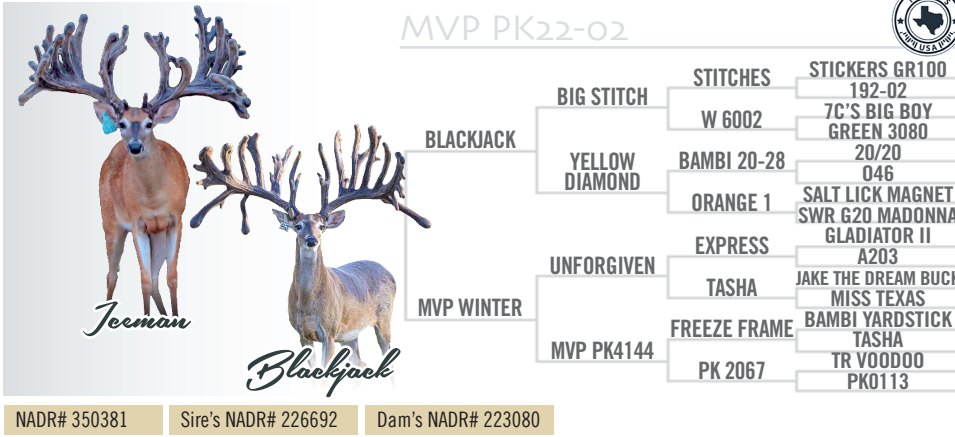 MVP PK22-02
STICKERS GR100
STITCHES
192-02
BIG STITCH
7C'S BIG BOY
W 6002
GREEN 3080
BLACKJACK
20/20
BAMBI 20-28
046
YELLOW
DIAMOND
SALT LICK MAGNET
ORANGE 1
SWR G20 MADONNA
GLADIATOR II
EXPRESS
A203
UNFORGIVEN
JAKE THE DREAM BUCK
TASHA
MISS TEXAS
MVP WINTER
BAMBI YARDSTICK
FREEZE FRAME
TASHA
MVP PK4144
TR VOODOO
PK 2067
PK0113
Iceman
Blackjack
NADR# 350381
Sire's NADR# 226692
Dam's NADR# 223080